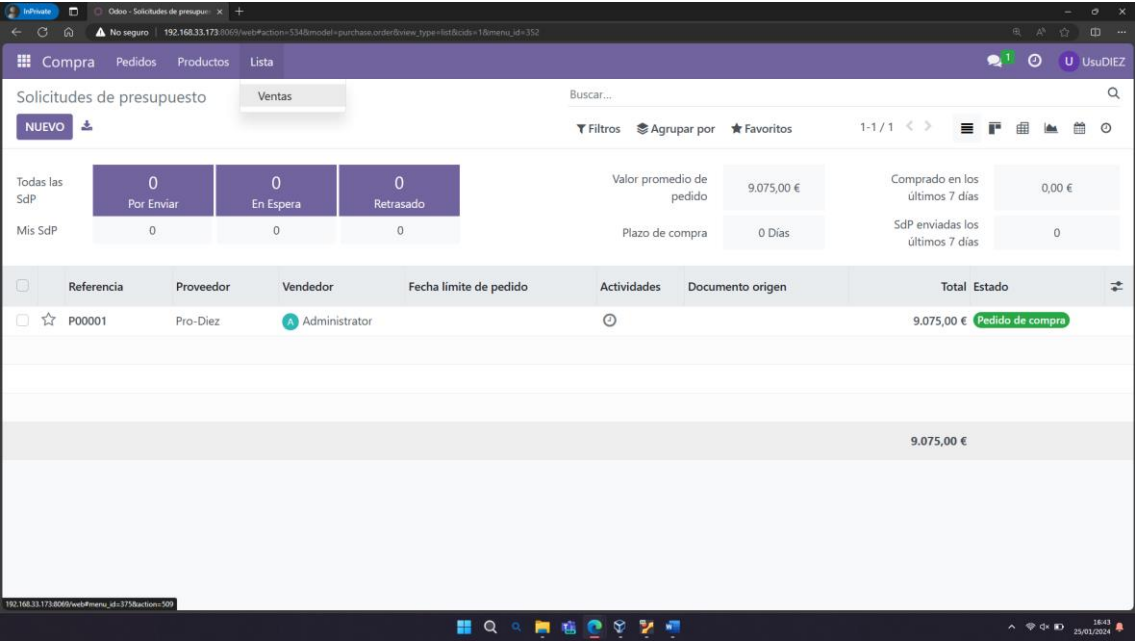 InPrivate
Odoo - Solicitudes de presupue
No seguro 192.168.33.173:8069/web#action=534&model=purchase.order&view_type=list&cids=1&menu_id=352
Compra Pedidos Productos Lista 1 U UsuDIEZ
Solicitudes de presupuesto Ventas Buscar...
NUEVO Filtros Agrupar por Favoritos 1-1 / 1
Todas las SdP 0 Por Enviar 0 En Espera 0 Retrasado Valor promedio de pedido 9.075,00 € Comprado en los últimos 7 días 0,00 €
Mis SdP 0 0 0 Plazo de compra 0 Días SdP enviadas los últimos 7 días 0
Referencia Proveedor Vendedor Fecha límite de pedido Actividades Documento origen Total Estado
P00001 Pro-Diez A Administrator 9.075,00 € Pedido de compra
9.075,00 €
192.168.33.173:8069/web#menu_id=375&action=509
16:43
25/01/2024